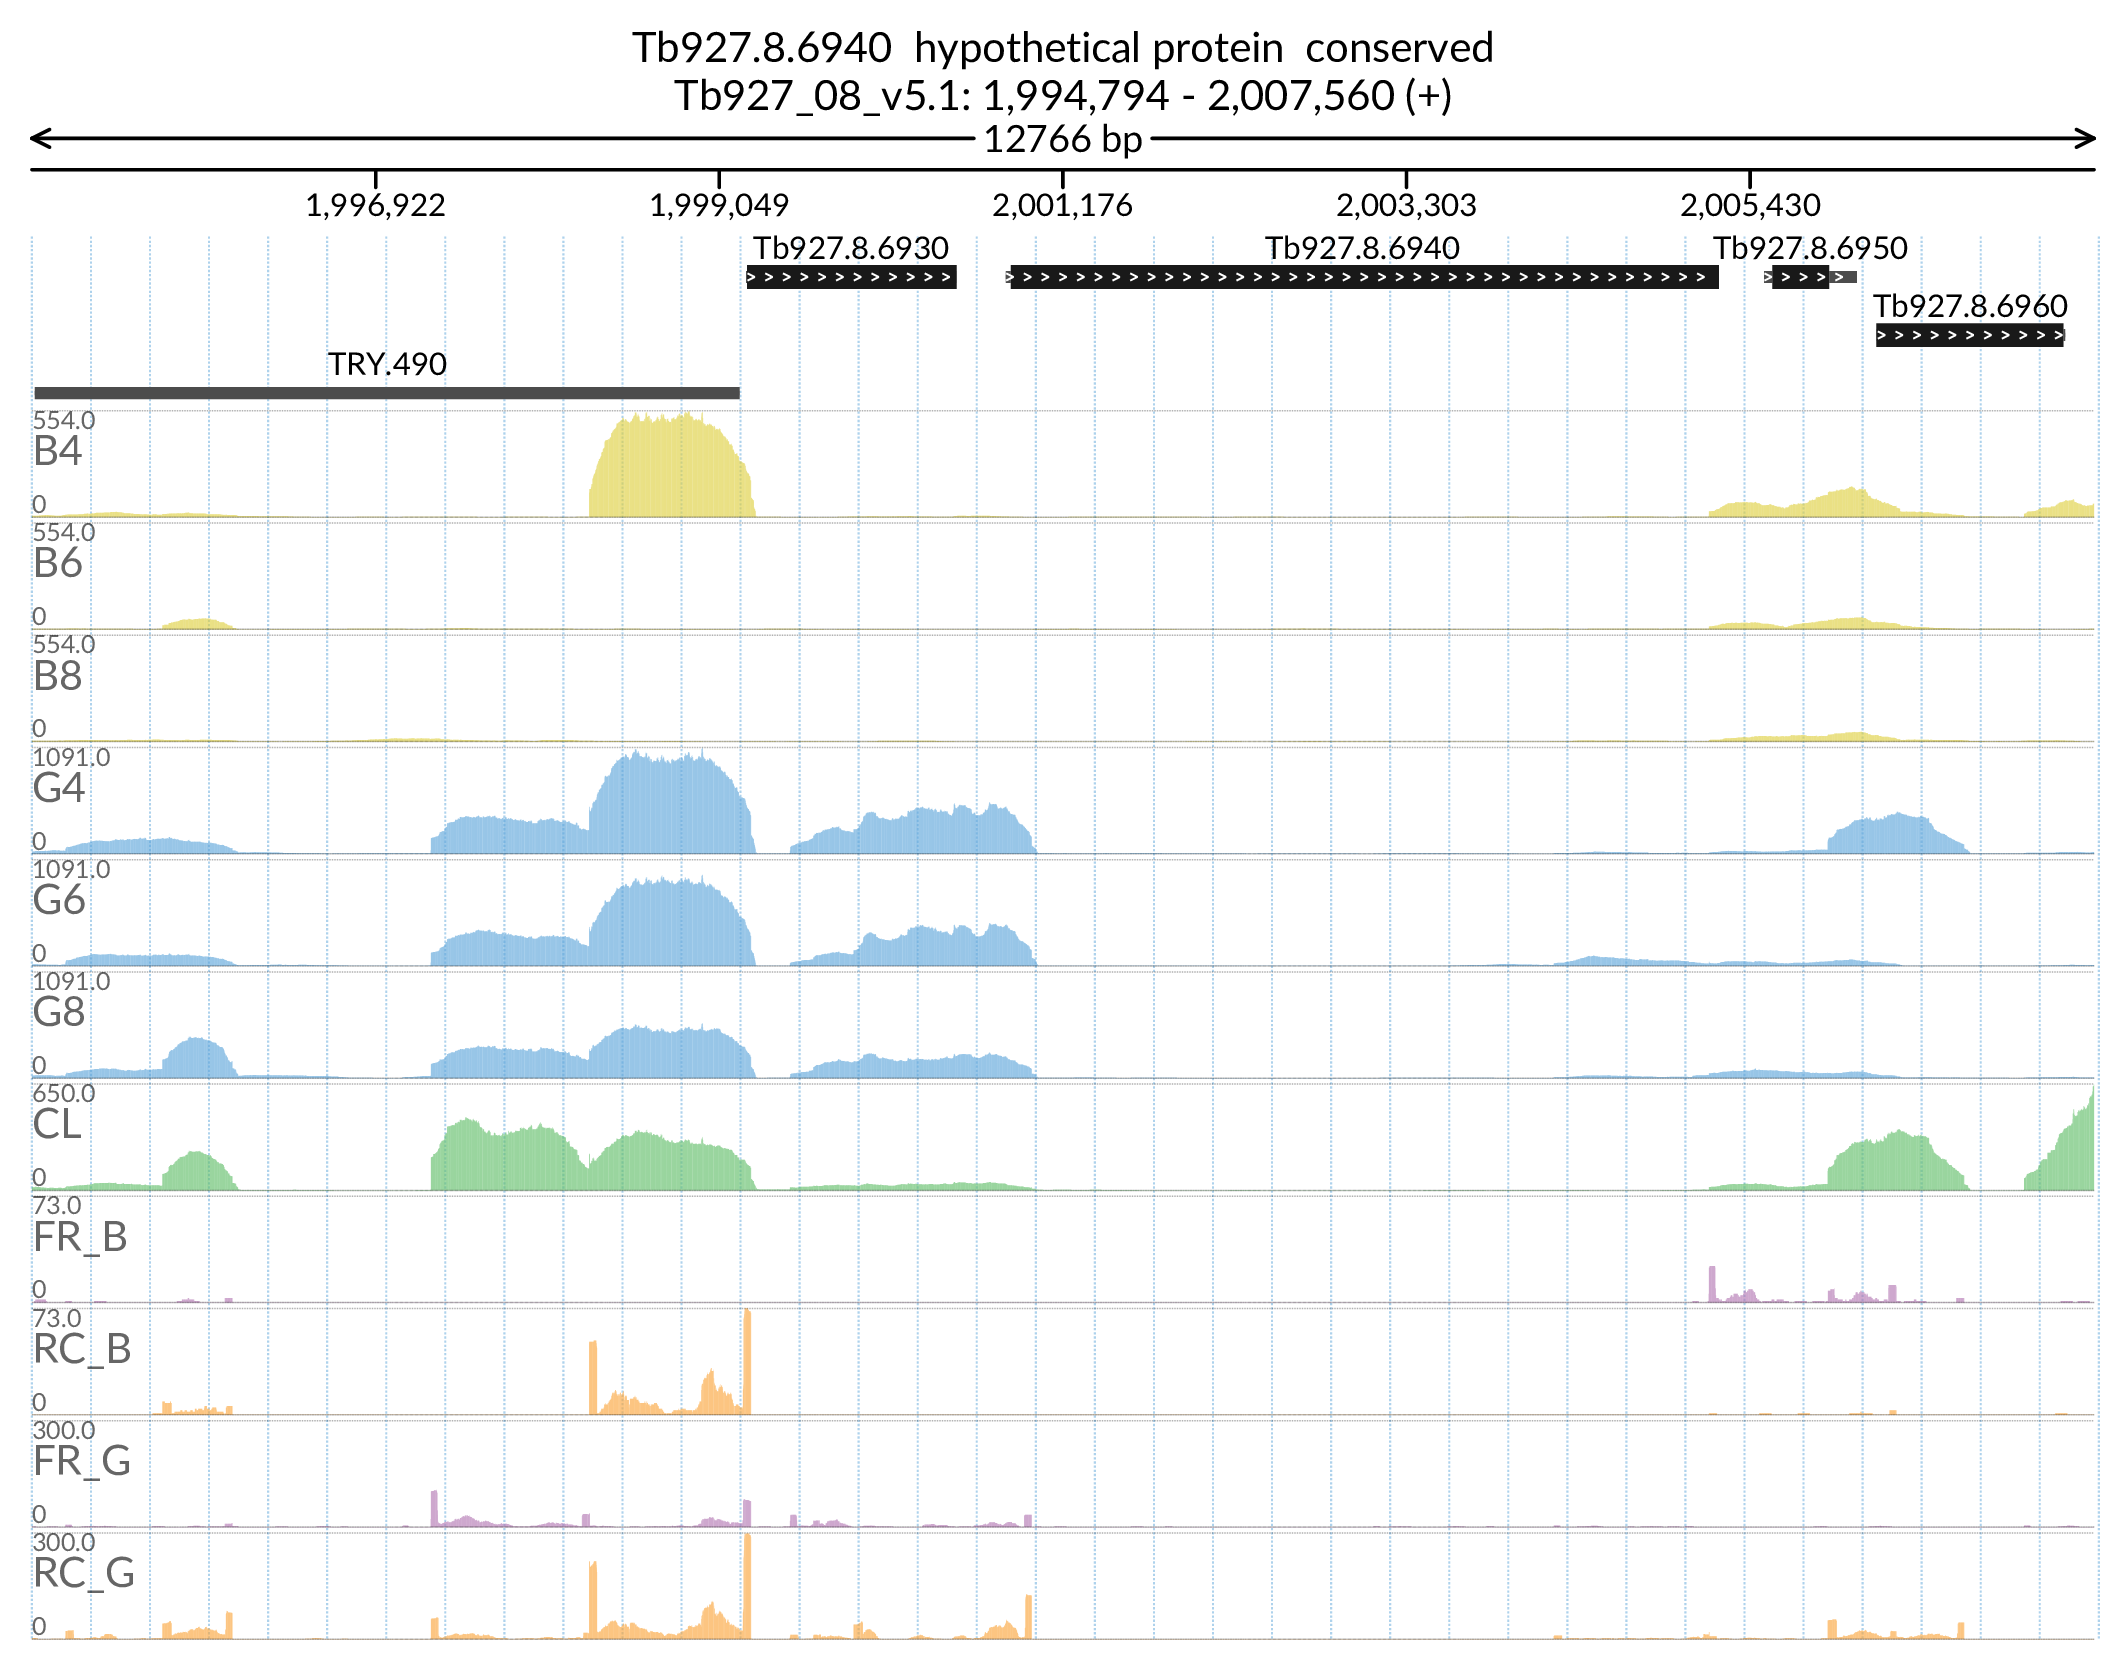 Tb927.8.6940 hypothetical protein conserved
Tb927_08_v5.1: 1,994,794 - 2,007,560 (+)
12766 bp
1,996,922 1,999,049 2,001,176 2,003,303 2,005,430
Tb927.8.6930 Tb927.8.6940 Tb927.8.6950
Tb927.8.6960
TRY.490
554.0
B4
0
554.0
B6
0
554.0
B8
0
1091.0
G4
0
1091.0
G6
0
1091.0
G8
0
650.0
CL
0
73.0
FR_B
0
73.0
RC_B
0
300.0
FR_G
0
300.0
RC_G
0